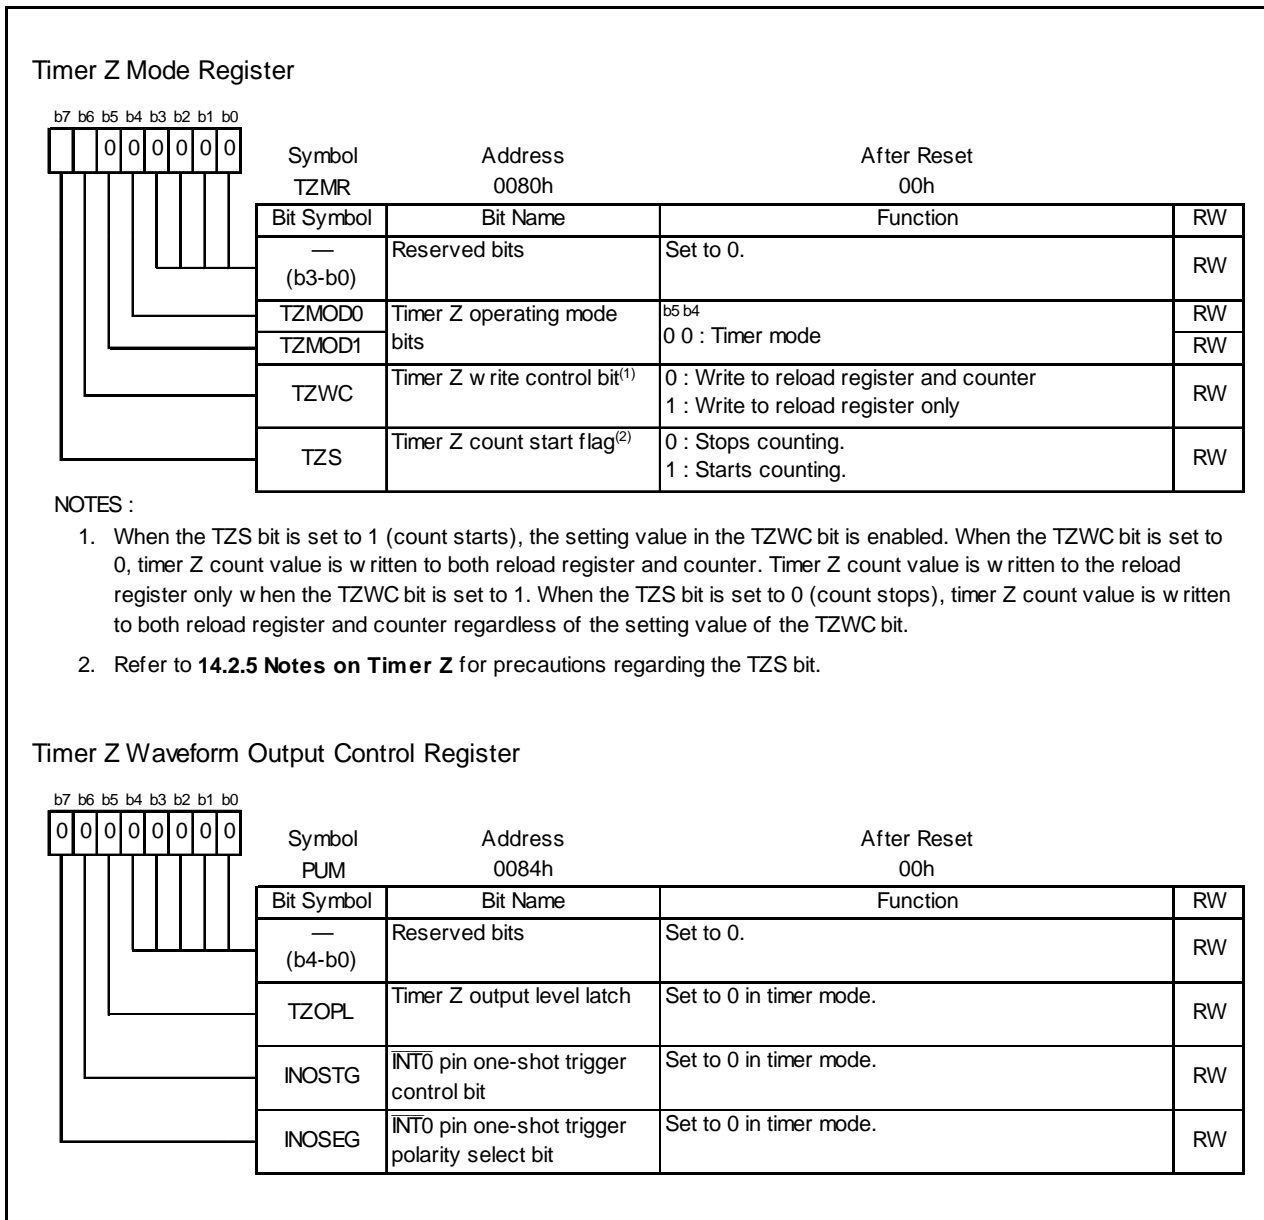 Timer Z Mode Register
b7 b6 b5 b4 b3 b2 b1 b0
0 0 0 0 0 0
Symbol Address After Reset
TZMR 0080h 00h
Bit Symbol Bit Name Function RW
— Reserved bits Set to 0. RW
(b3-b0)
TZMOD0 Timer Z operating mode b5 b4 RW
TZMOD1 bits 0 0 : Timer mode RW
TZWC Timer Z write control bit(1) 0 : Write to reload register and counter RW
1 : Write to reload register only
TZS Timer Z count start flag(2) 0 : Stops counting. RW
1 : Starts counting.
NOTES :
1. When the TZS bit is set to 1 (count starts), the setting value in the TZWC bit is enabled. When the TZWC bit is set to
0, timer Z count value is written to both reload register and counter. Timer Z count value is written to the reload
register only when the TZWC bit is set to 1. When the TZS bit is set to 0 (count stops), timer Z count value is written
to both reload register and counter regardless of the setting value of the TZWC bit.
2. Refer to 14.2.5 Notes on Timer Z for precautions regarding the TZS bit.
Timer Z Waveform Output Control Register
b7 b6 b5 b4 b3 b2 b1 b0
0 0 0 0 0 0 0 0
Symbol Address After Reset
PUM 0084h 00h
Bit Symbol Bit Name Function RW
— Reserved bits Set to 0. RW
(b4-b0)
TZOPL Timer Z output level latch Set to 0 in timer mode. RW
INOSTG INT0 pin one-shot trigger Set to 0 in timer mode. RW
control bit
INOSEG INT0 pin one-shot trigger Set to 0 in timer mode. RW
polarity select bit